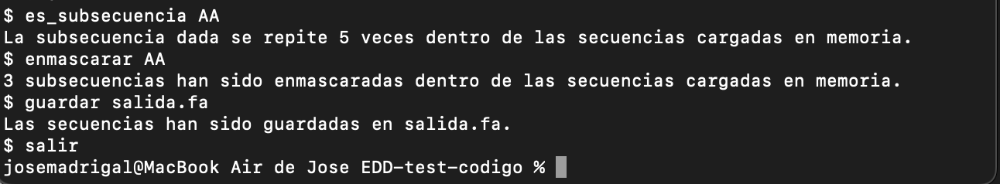 $ es_subsecuencia AA
La subsecuencia dada se repite 5 veces dentro de las secuencias cargadas en memoria.
$ enmascarar AA
3 subsecuencias han sido enmascaradas dentro de las secuencias cargadas en memoria.
$ guardar salida.fa
Las secuencias han sido guardadas en salida.fa.
$ salir
josemadrigal@MacBook Air de Jose EDD-test-codigo %